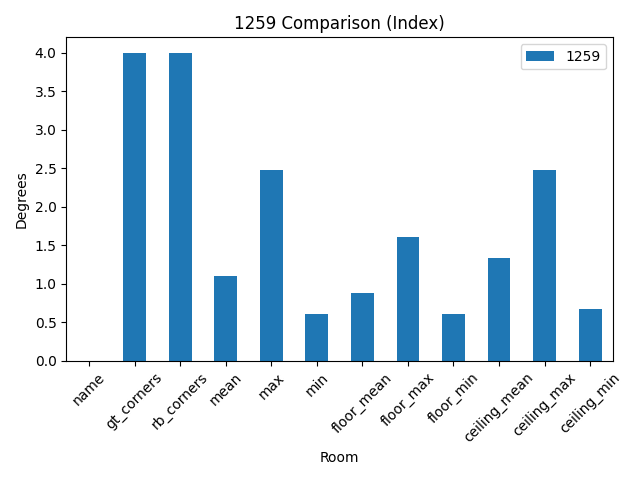 1259 Comparison (Index)
1259
Degrees
4.0
3.5
3.0
2.5
2.0
1.5
1.0
0.5
0.0
name
gt_corners
rb_corners
mean
max
min
floor_mean
floor_max
floor_min
ceiling_mean
ceiling_max
ceiling_min
Room